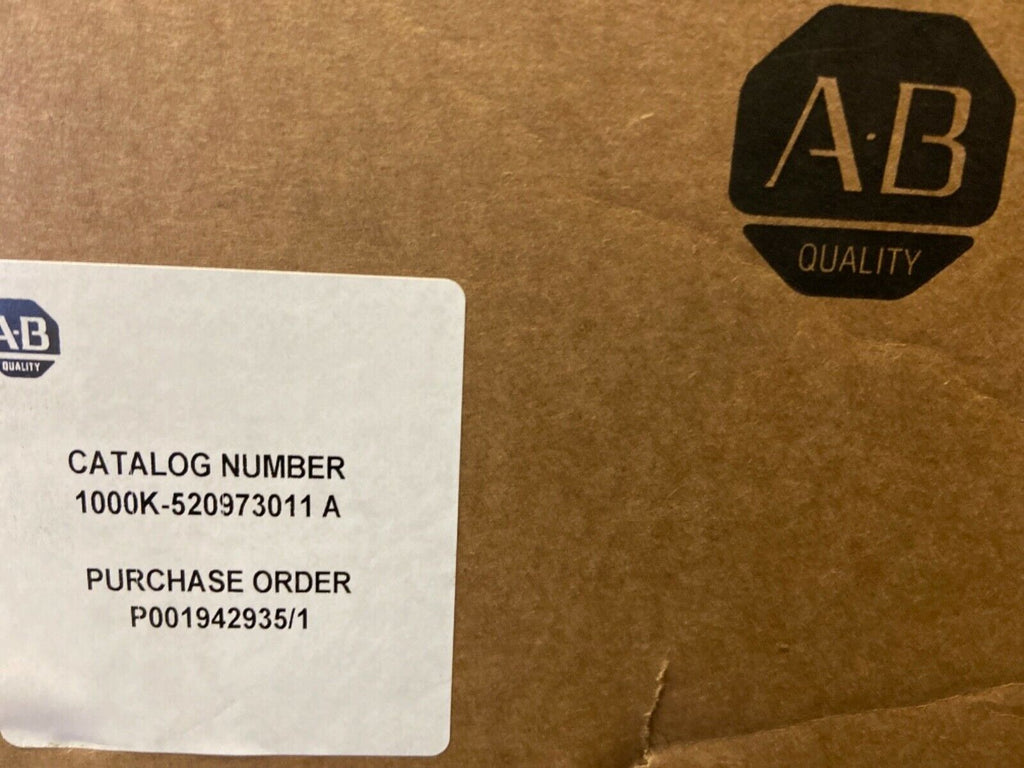 A·B
QUALITY
A·B
QUALITY
CATALOG NUMBER
1000K-520973011 A
PURCHASE ORDER
P001942935/1